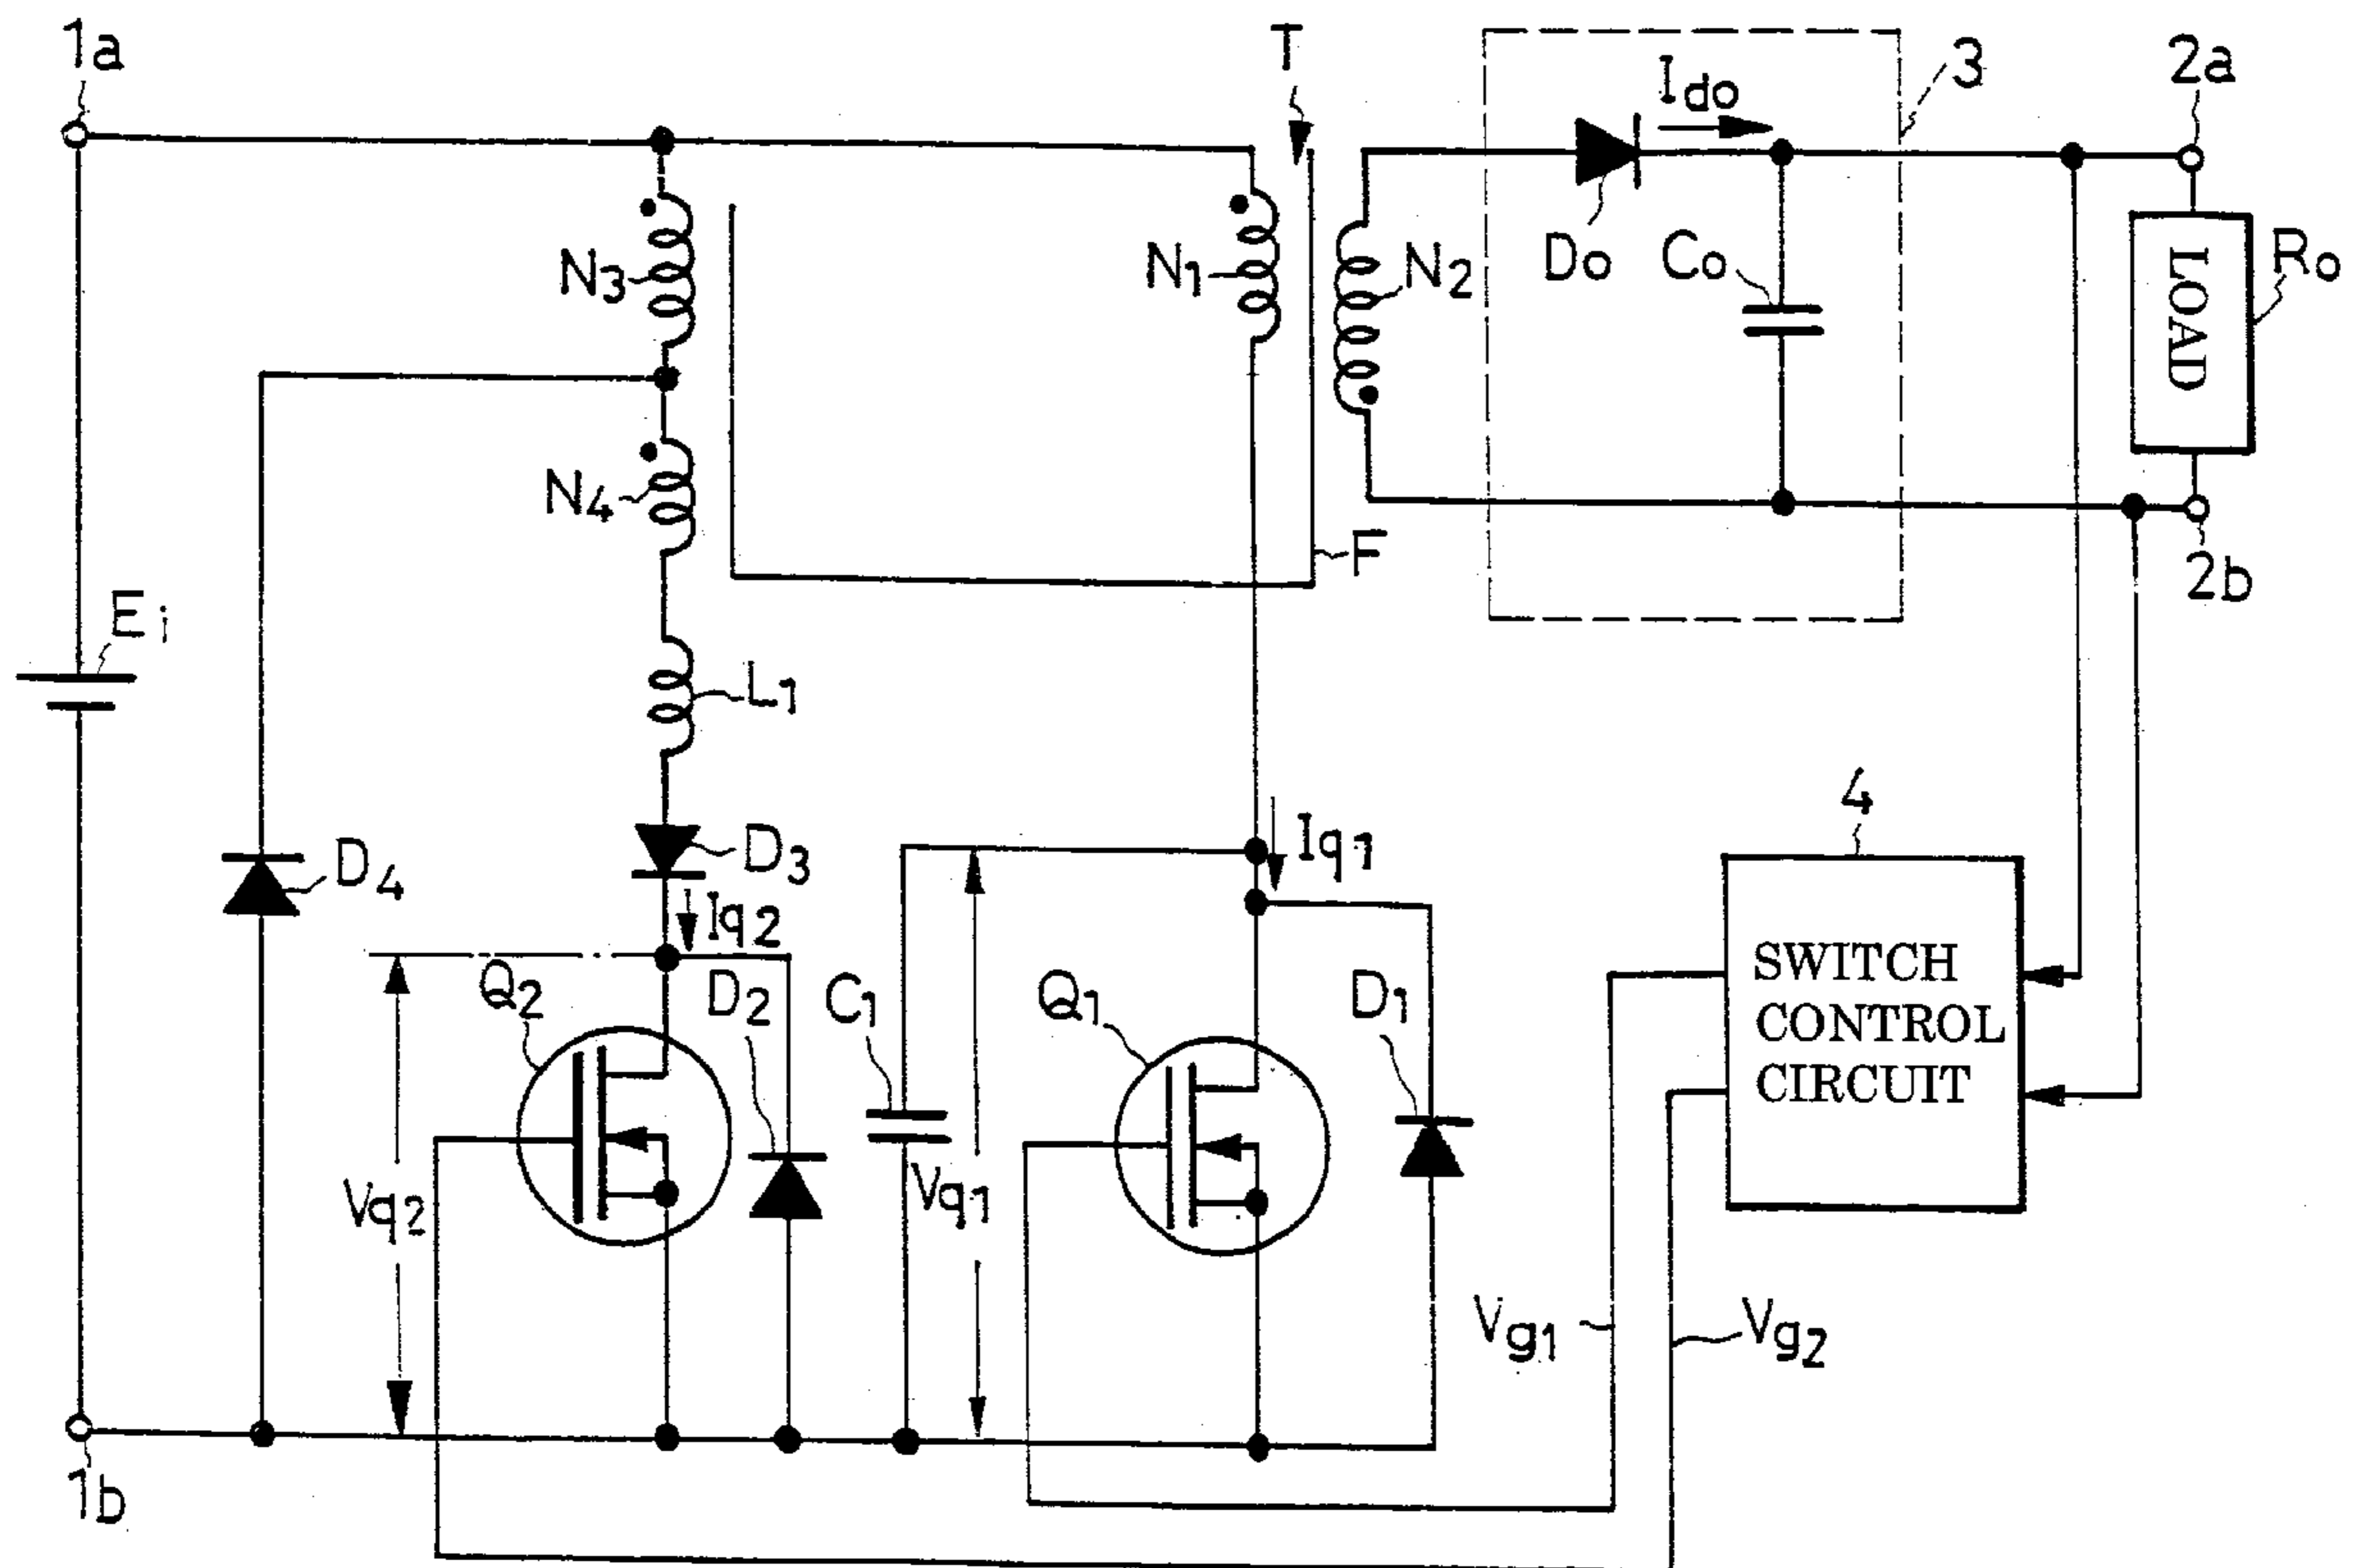 1a
T
Ido
3
2a
N3
N1
N2
Do
Co
LOAD
Ro
N4
F
2b
Ei
L1
4
D4
D3
Iq1
Iq2
Q2
D2
C1
Q1
D1
SWITCH
CONTROL
CIRCUIT
Vq2
Vq1
Vg1
Vg2
1b